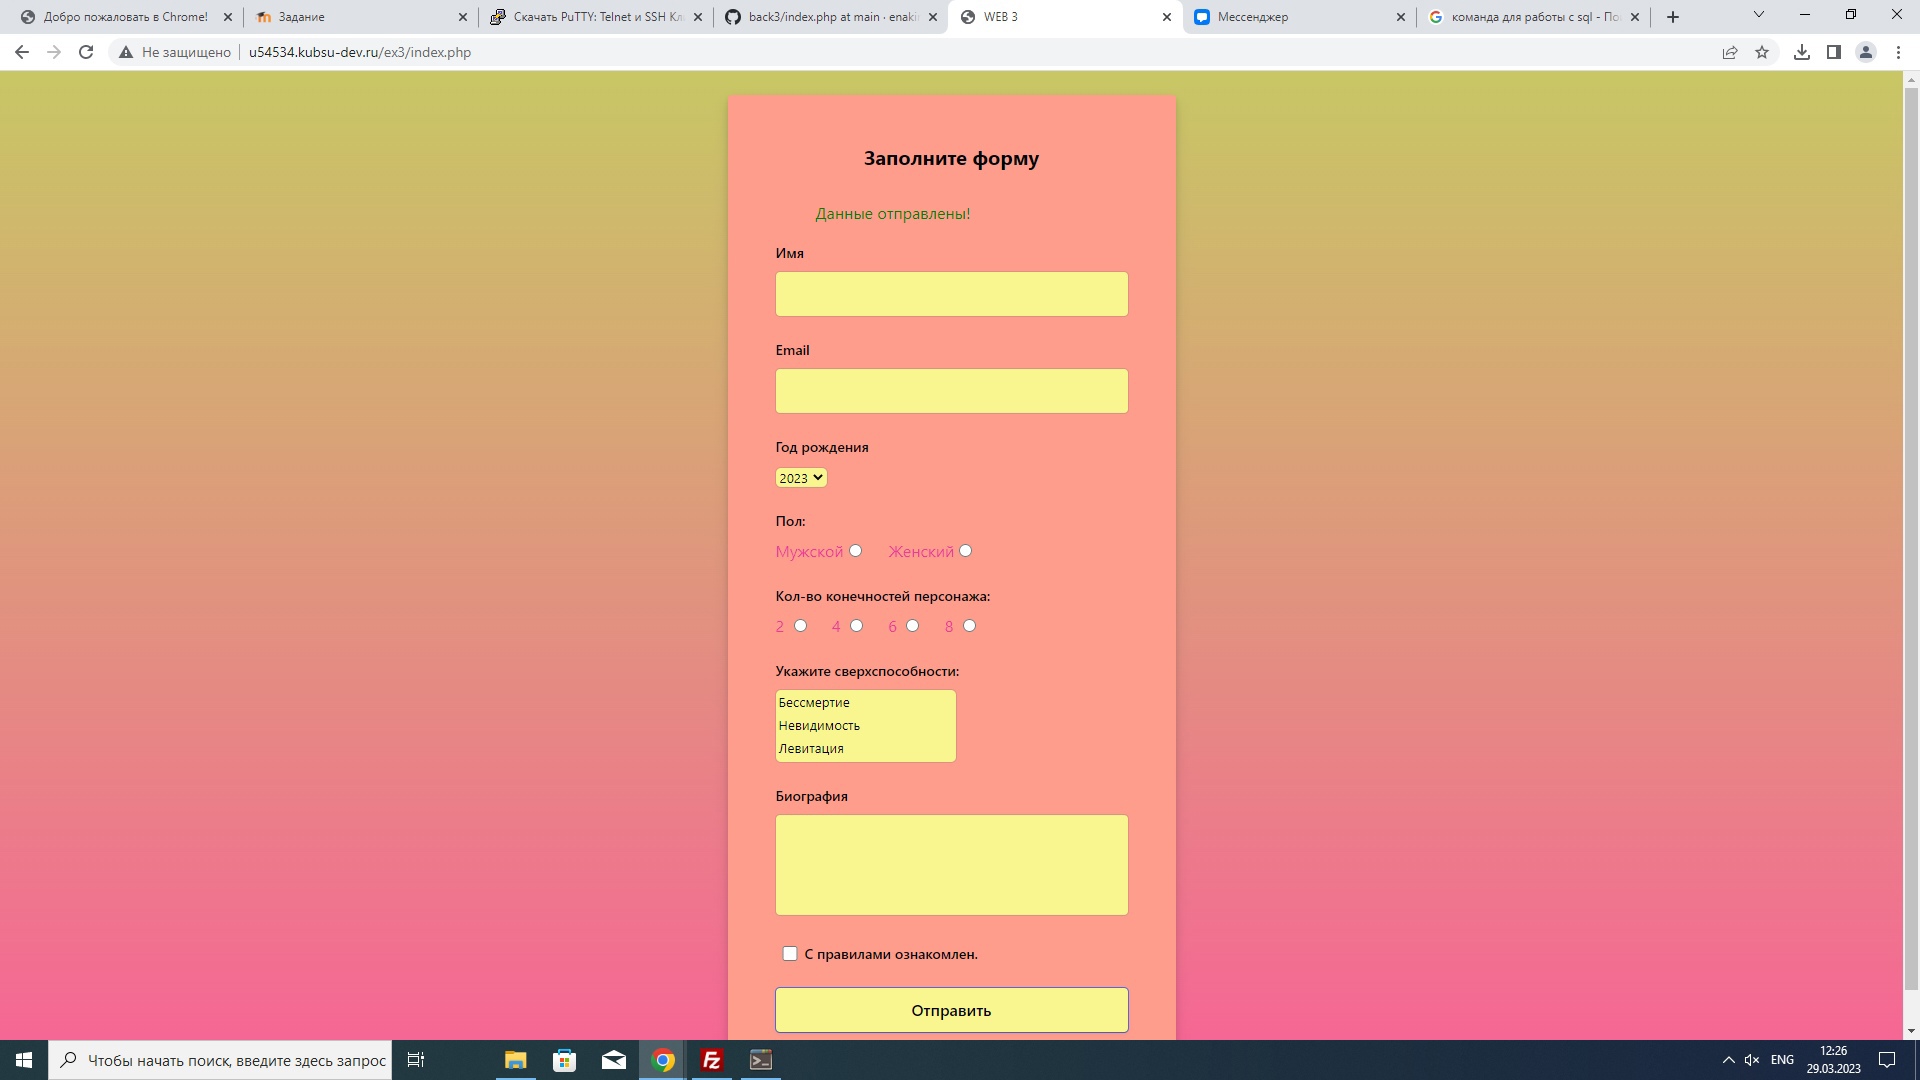 Добро пожаловать в Chrome!
Задание
Скачать PuTTY: Telnet и SSH Кл
back3/index.php at main · enaki
WEB 3
Мессенджер
команда для работы с sql - По
Не защищено
u54534.kubsu-dev.ru/ex3/index.php
Заполните форму
Данные отправлены!
Имя
Email
Год рождения
2023
Пол:
Мужской Женский
Кол-во конечностей персонажа:
2 4 6 8
Укажите сверхспособности:
Бессмертие
Невидимость
Левитация
Биография
С правилами ознакомлен.
Отправить
Чтобы начать поиск, введите здесь запрос
ENG
12:26
29.03.2023